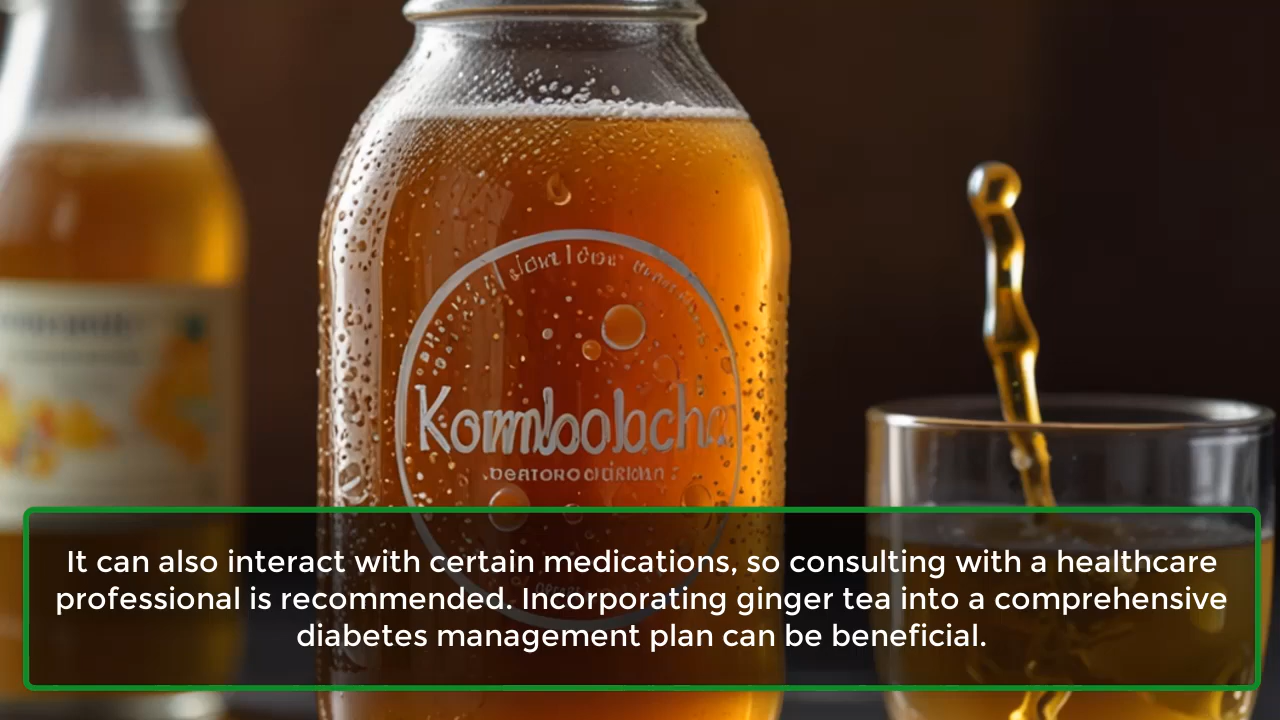 Kormboolacha
It can also interact with certain medications, so consulting with a healthcare
professional is recommended. Incorporating ginger tea into a comprehensive
diabetes management plan can be beneficial.